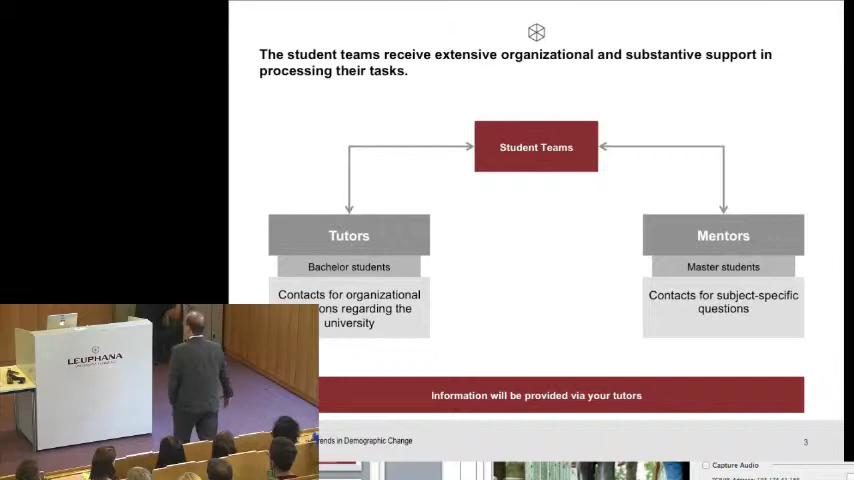 The student teams receive extensive organizational and substantive support in
processing their tasks.
Student Teams
Tutors
Mentors
Bachelor students
Master students
Contacts for organizational
regarding the
university
Contacts for subject-specific
questions
LEUPHANA
Information will be provided via your tutors
in Demographic Change
3
Capture Audio